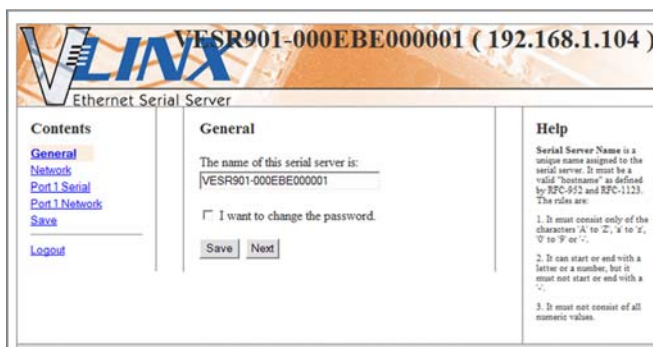 VLINX
VESR901-000EBE000001 ( 192.168.1.104 )
Ethernet Serial Server
Contents
General
Network
Port 1 Serial
Port 1 Network
Save
Logout
General
The name of this serial server is:
VESR901-000EBE000001
I want to change the password.
Save Next
Help
Serial Server Name is a
unique name assigned to the
serial server. It must be a
valid "hostname" as defined
by RFC-952 and RFC-1123.
The rules are:
1. It must consist only of the
characters 'A' to 'Z', 'a' to 'z',
'0' to '9' or '-'.
2. It can start or end with a
letter or a number, but it
must not start or end with a
'-'.
3. It must not consist of all
numeric values.